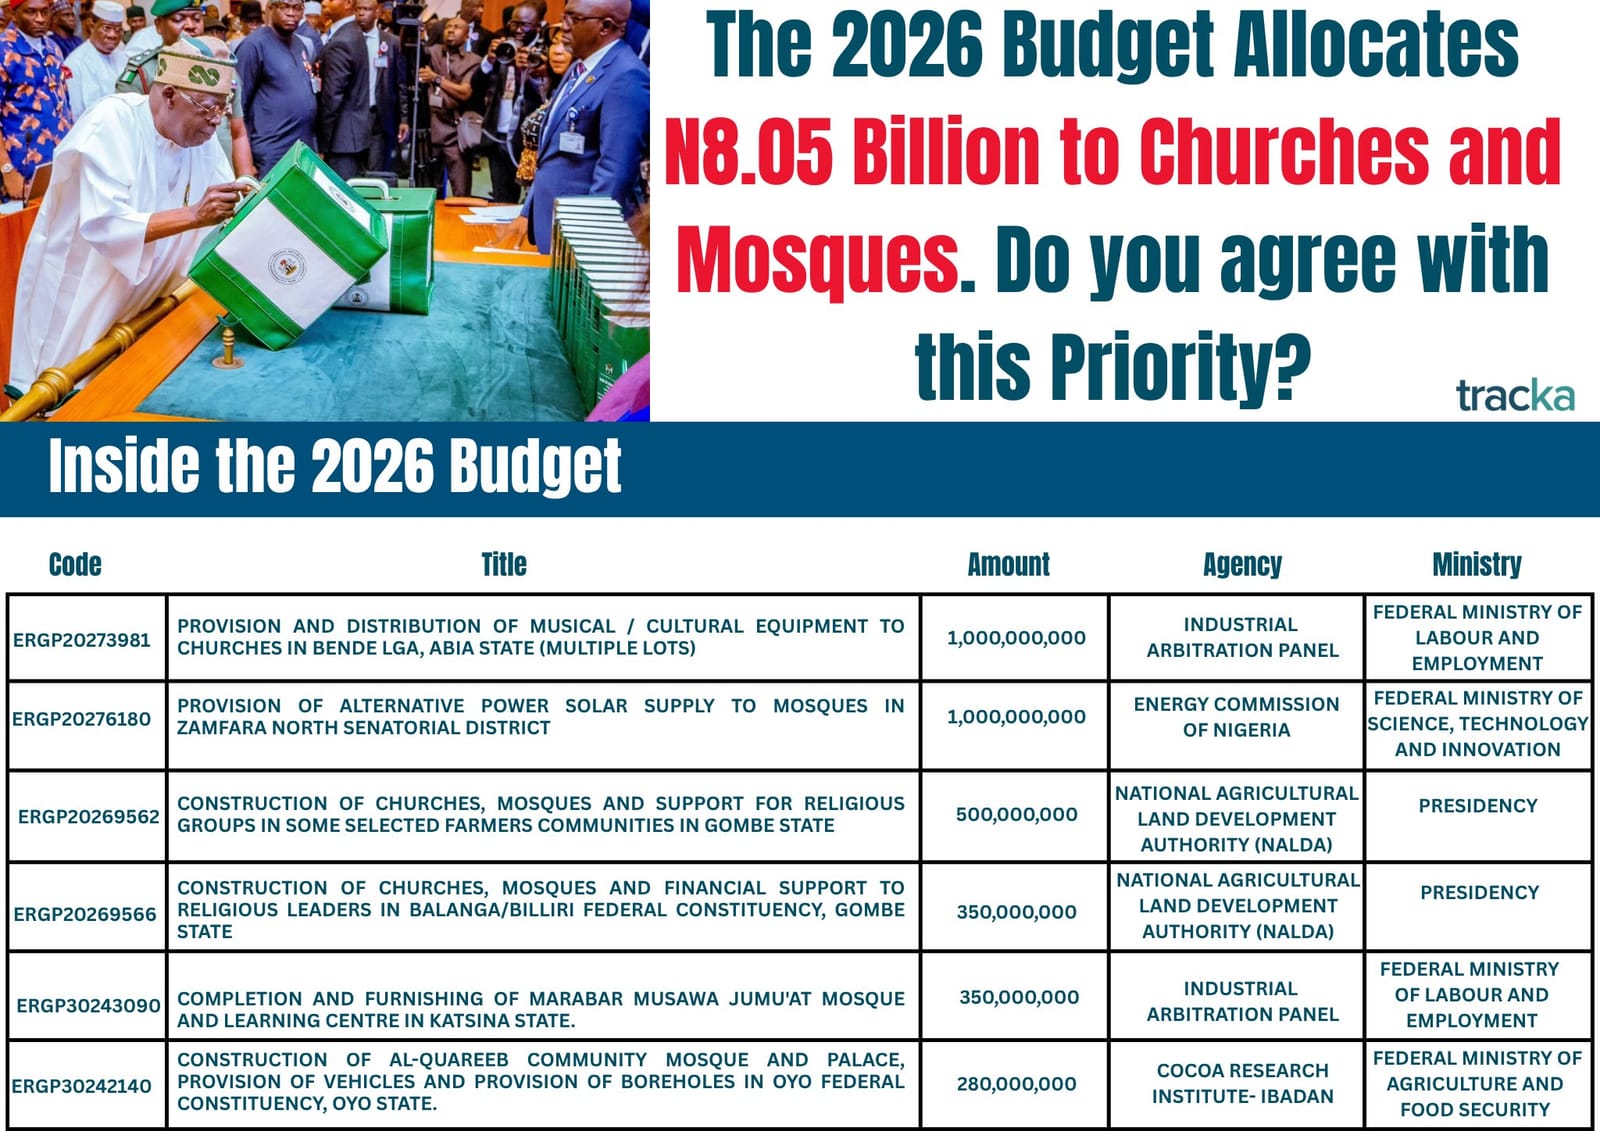 The 2026 Budget Allocates
N8.05 Billion to Churches and
Mosques. Do you agree with
this Priority?
tracka
Inside the 2026 Budget
Code Title Amount Agency Ministry
ERGP20273981
PROVISION AND DISTRIBUTION OF MUSICAL / CULTURAL EQUIPMENT TO
CHURCHES IN BENDE LGA, ABIA STATE (MULTIPLE LOTS)
1,000,000,000
INDUSTRIAL
ARBITRATION PANEL
FEDERAL MINISTRY OF
LABOUR AND
EMPLOYMENT
ERGP20276180
PROVISION OF ALTERNATIVE POWER SOLAR SUPPLY TO MOSQUES IN
ZAMFARA NORTH SENATORIAL DISTRICT
1,000,000,000
ENERGY COMMISSION
OF NIGERIA
FEDERAL MINISTRY OF
SCIENCE, TECHNOLOGY
AND INNOVATION
ERGP20269562
CONSTRUCTION OF CHURCHES, MOSQUES AND SUPPORT FOR RELIGIOUS
GROUPS IN SOME SELECTED FARMERS COMMUNITIES IN GOMBE STATE
500,000,000
NATIONAL AGRICULTURAL
LAND DEVELOPMENT
AUTHORITY (NALDA)
PRESIDENCY
ERGP20269566
CONSTRUCTION OF CHURCHES, MOSQUES AND FINANCIAL SUPPORT TO
RELIGIOUS LEADERS IN BALANGA/BILLIRI FEDERAL CONSTITUENCY, GOMBE
STATE
350,000,000
NATIONAL AGRICULTURAL
LAND DEVELOPMENT
AUTHORITY (NALDA)
PRESIDENCY
ERGP30243090
COMPLETION AND FURNISHING OF MARABAR MUSAWA JUMU'AT MOSQUE
AND LEARNING CENTRE IN KATSINA STATE.
350,000,000
INDUSTRIAL
ARBITRATION PANEL
FEDERAL MINISTRY
OF LABOUR AND
EMPLOYMENT
ERGP30242140
CONSTRUCTION OF AL-QUAREEB COMMUNITY MOSQUE AND PALACE,
PROVISION OF VEHICLES AND PROVISION OF BOREHOLES IN OYO FEDERAL
CONSTITUENCY, OYO STATE.
280,000,000
COCOA RESEARCH
INSTITUTE- IBADAN
FEDERAL MINISTRY OF
AGRICULTURE AND
FOOD SECURITY